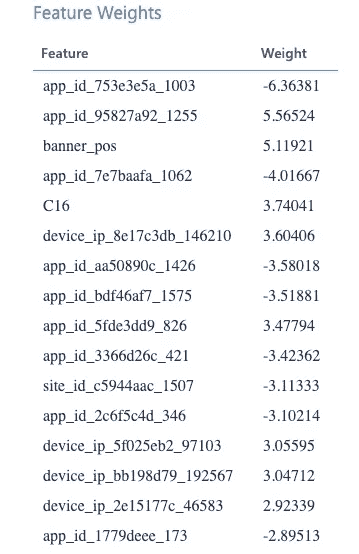 Feature Weights
Feature Weight
app_id_753e3e5a_1003 -6.36381
app_id_95827a92_1255 5.56524
banner_pos 5.11921
app_id_7e7baafa_1062 -4.01667
C16 3.74041
device_ip_8e17c3db_146210 3.60406
app_id_aa50890c_1426 -3.58018
app_id_bdf46af7_1575 -3.51881
app_id_5fde3dd9_826 3.47794
app_id_3366d26c_421 -3.42362
site_id_c5944aac_1507 -3.11333
app_id_2c6f5c4d_346 -3.10214
device_ip_5f025eb2_97103 3.05595
device_ip_bb198d79_192567 3.04712
device_ip_2e15177c_46583 2.92339
app_id_1779deee_173 -2.89513